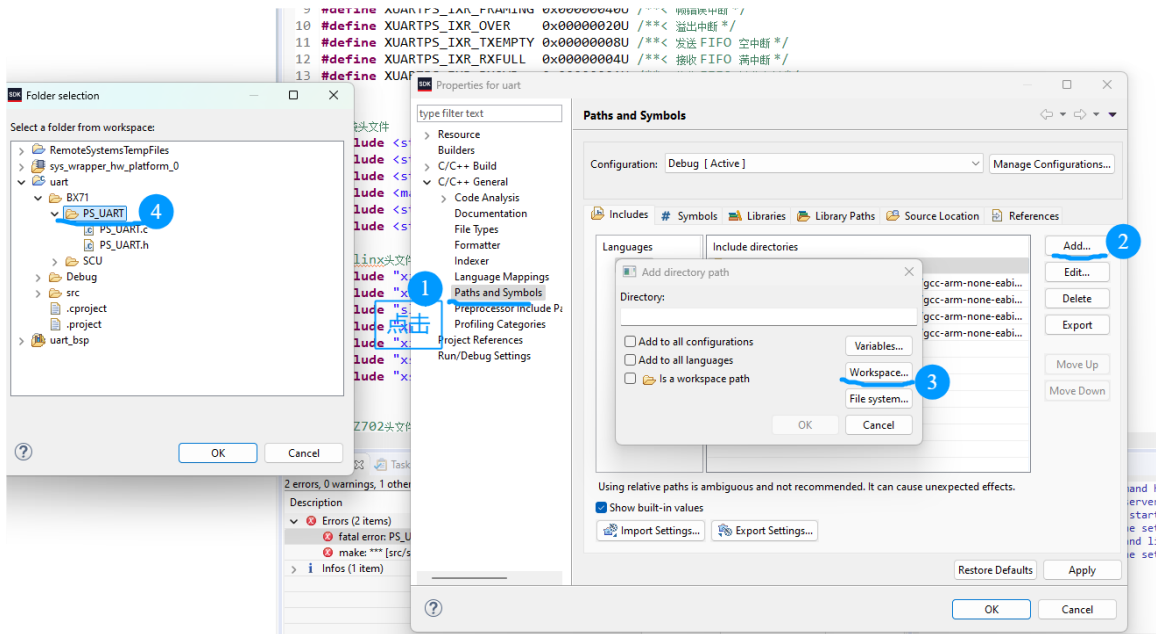 9 #define XUARTPS_IXR_FRAMING 0x00000040U /**< 帧错误中断 */
10 #define XUARTPS_IXR_OVER 0x00000020U /**< 溢出中断 */
11 #define XUARTPS_IXR_TXEMPTY 0x00000008U /**< 发送 FIFO 空中断 */
12 #define XUARTPS_IXR_RXFULL 0x00000004U /**< 接收 FIFO 满中断 */
13 #define
SDK Folder selection
Select a folder from workspace:
RemoteSystemsTempFiles
sys_wrapper_hw_platform_0
uart
BX71
PS_UART
4
PS_UART.c
PS_UART.h
SCU
Debug
src
.cproject
.project
uart_bsp
OK
Cancel
头文件
lude <s
lude <s
lude <s
lude <m
lude <s
lude <s
linx头文件
lude "x
lude "x
lude "s
lude "x
lude "x
lude "x
Z702头文件
Task
2 errors, 0 warnings, 1 other
Description
Errors (2 items)
fatal error: PS_U
make: *** [src/s
Infos (1 item)
SDK Properties for uart
type filter text
Resource
Builders
C/C++ Build
C/C++ General
Code Analysis
Documentation
File Types
Formatter
Indexer
Language Mappings
1
Paths and Symbols
Preprocessor Include Pa
点击
Profiling Categories
Project References
Run/Debug Settings
Paths and Symbols
Configuration: Debug [ Active ]
Manage Configurations...
Includes # Symbols Libraries Library Paths Source Location References
Languages
Include directories
Add...
2
Edit...
Delete
Export
Move Up
Move Down
gcc-arm-none-eabi...
gcc-arm-none-eabi...
gcc-arm-none-eabi...
gcc-arm-none-eabi...
Add directory path
Directory:
Add to all configurations
Add to all languages
Is a workspace path
Variables...
Workspace...
3
File system...
OK
Cancel
Using relative paths is ambiguous and not recommended. It can cause unexpected effects.
Show built-in values
Import Settings...
Export Settings...
Restore Defaults
Apply
OK
Cancel
and
server
start
e set
nd li
e set